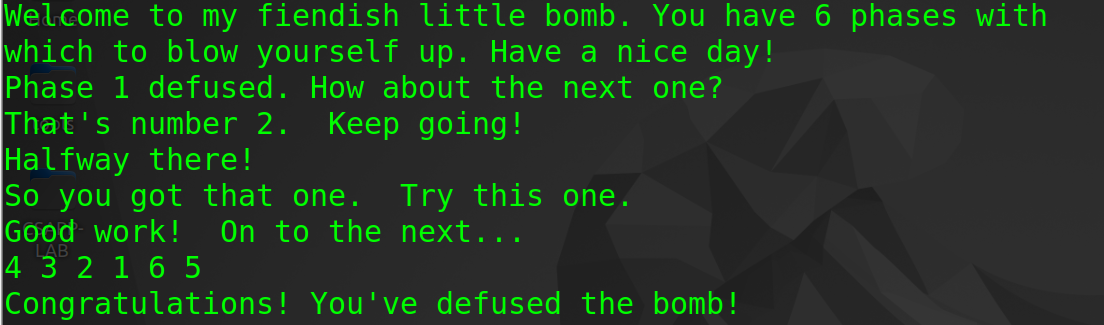 Welcome to my fiendish little bomb. You have 6 phases with
which to blow yourself up. Have a nice day!
Phase 1 defused. How about the next one?
That's number 2.  Keep going!
Halfway there!
So you got that one.  Try this one.
Good work!  On to the next...
4 3 2 1 6 5
Congratulations! You've defused the bomb!